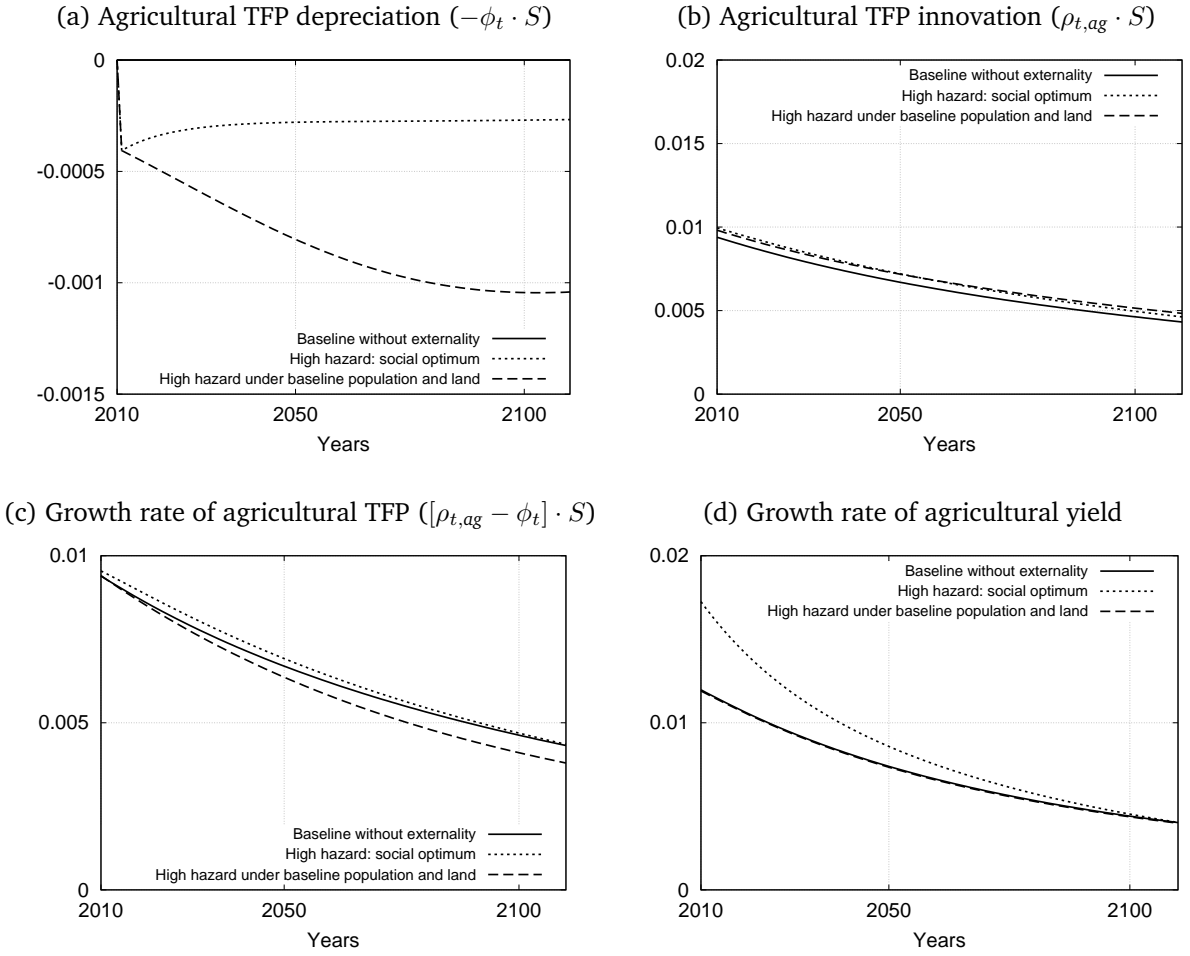 (a) Agricultural TFP depreciation (−ϕt · S)
0
-0.0005
-0.001
-0.0015
2010 2050 2100
Years
Baseline without externality
High hazard: social optimum
High hazard under baseline population and land
(b) Agricultural TFP innovation (ρt,ag · S)
0.02
0.015
0.01
0.005
0
2010 2050 2100
Years
Baseline without externality
High hazard: social optimum
High hazard under baseline population and land
(c) Growth rate of agricultural TFP ([ρt,ag − ϕt] · S)
0.01
0.005
0
2010 2050 2100
Years
Baseline without externality
High hazard: social optimum
High hazard under baseline population and land
(d) Growth rate of agricultural yield
0.02
0.01
0
2010 2050 2100
Years
Baseline without externality
High hazard: social optimum
High hazard under baseline population and land